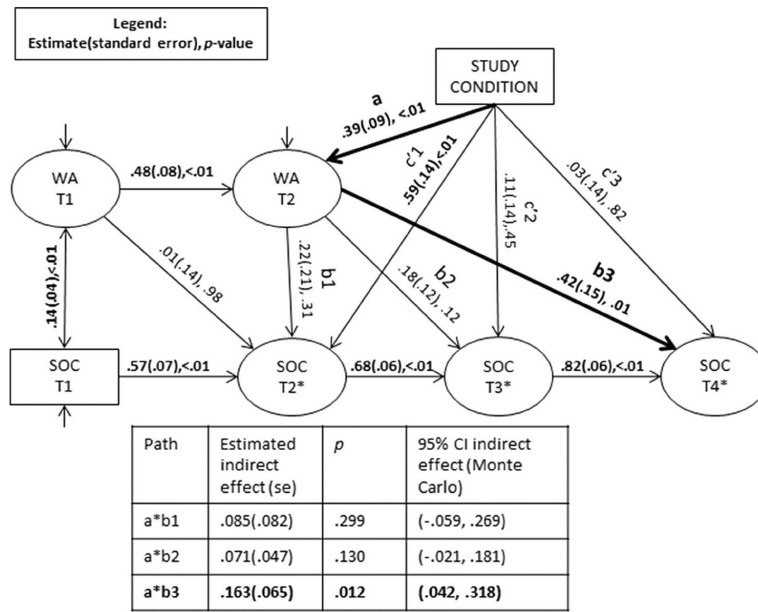 Legend:
Estimate(standard error), p-value
STUDY
CONDITION
a
.39(.09), <.01
c'1
.59(.14)<.01
c'2
.11(.14),.45
c'3
.03(.14), .82
WA
T1
.48(.08),<.01
WA
T2
.14(.04)<.01
.01(.14), .98
.22(.21), .31
b1
.18(.12), .12
b2
b3
.42(.15), .01
SOC
T1
.57(.07),<.01
SOC
T2*
.68(.06),<.01
SOC
T3*
.82(.06),<.01
SOC
T4*
Path Estimated indirect effect (se) p 95% CI indirect effect (Monte Carlo)
a*b1 .085(.082) .299 (-.059, .269)
a*b2 .071(.047) .130 (-.021, .181)
a*b3 .163(.065) .012 (.042, .318)